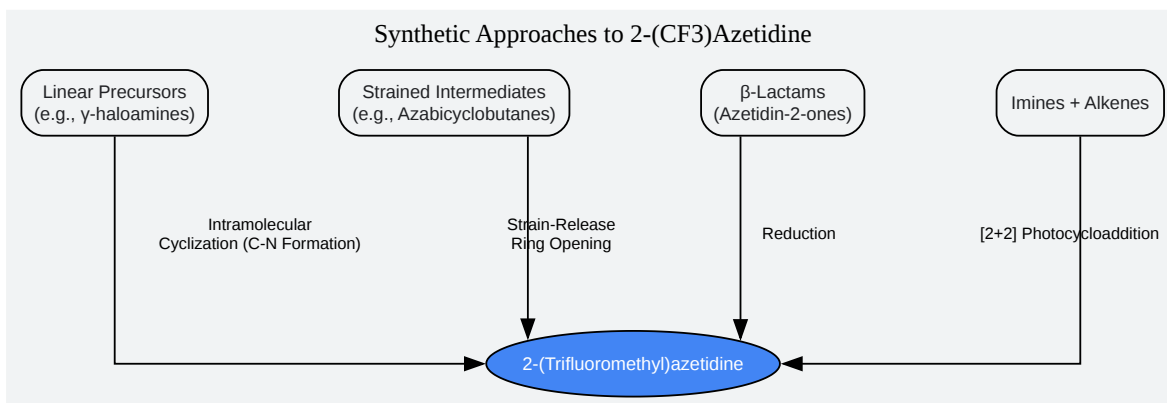 Synthetic Approaches to 2-(CF3)Azetidine
Linear Precursors
(e.g., γ-haloamines)
Strained Intermediates
(e.g., Azabicyclobutanes)
β-Lactams
(Azetidin-2-ones)
Imines + Alkenes
Intramolecular
Cyclization (C-N Formation)
Strain-Release
Ring Opening
Reduction
[2+2] Photocycloaddition
2-(Trifluoromethyl)azetidine